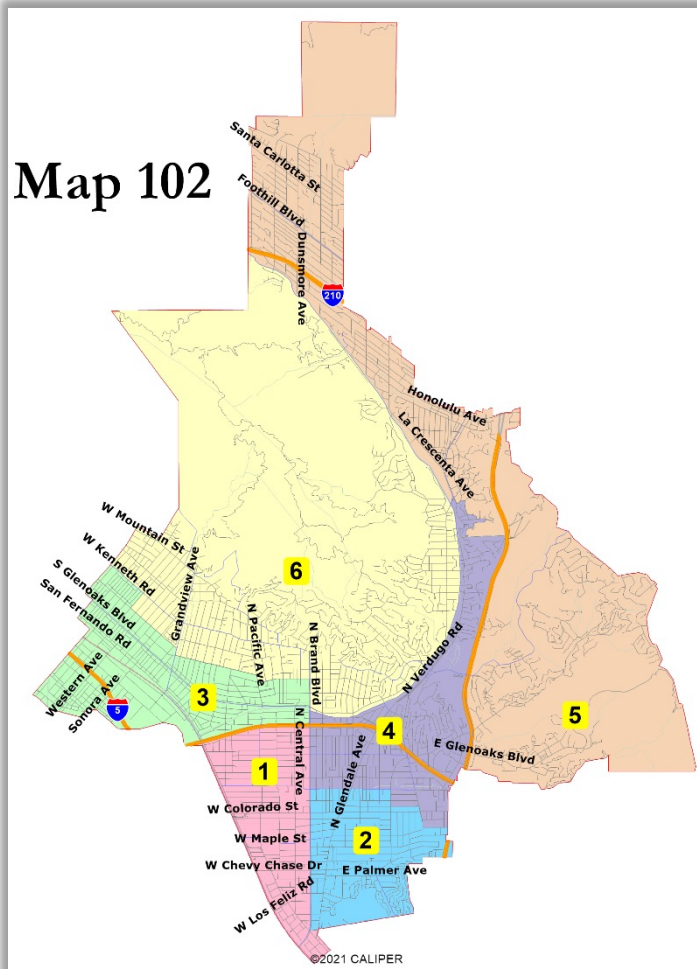 Map 102
Santa Carlotta St
Foothill Blvd
Dunsmore Ave
210
Honolulu Ave
La Crescenta Ave
W Mountain St
W Kenneth Rd
S Glenoaks Blvd
San Fernando Rd
Grandview Ave
6
N Pacific Ave
N Brand Blvd
N Verdugo Rd
Western Ave
Sonora Ave
5
3
N Central Ave
4
5
E Glenoaks Blvd
1
N Glendale Ave
W Colorado St
W Maple St
2
W Chevy Chase Dr
E Palmer Ave
W Los Feliz Rd
©2021 CALIPER